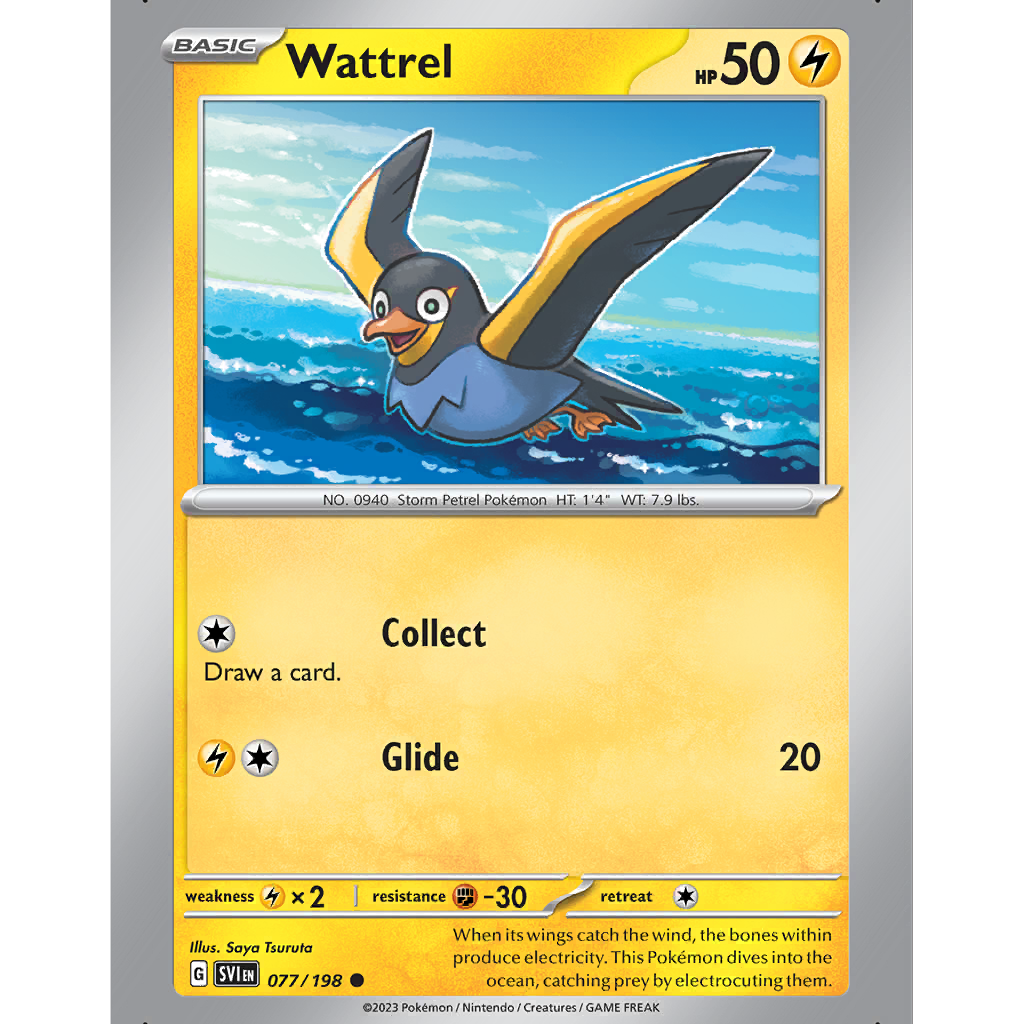 BASIC
Wattrel
HP 50
NO. 0940 Storm Petrel Pokémon HT: 1'4" WT: 7.9 lbs.
Collect
Draw a card.
Glide 20
weakness ×2 resistance -30 retreat
Illus. Saya Tsuruta
When its wings catch the wind, the bones within
produce electricity. This Pokémon dives into the
ocean, catching prey by electrocuting them.
G SVI EN 077/198
©2023 Pokémon / Nintendo / Creatures / GAME FREAK